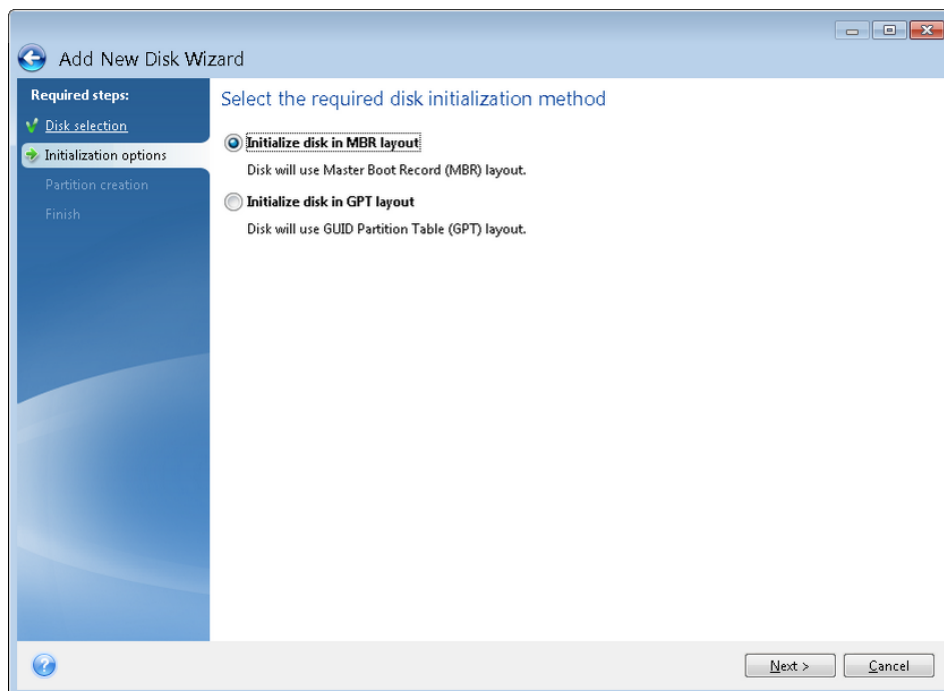 Add New Disk Wizard
Required steps:
Disk selection
Initialization options
Partition creation
Finish
Select the required disk initialization method
Initialize disk in MBR layout
Disk will use Master Boot Record (MBR) layout.
Initialize disk in GPT layout
Disk will use GUID Partition Table (GPT) layout.
?
Next >
Cancel